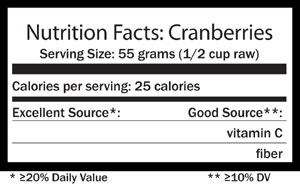 Nutrition Facts: Cranberries
Serving Size: 55 grams (1/2 cup raw)
Calories per serving: 25 calories
Excellent Source*: Good Source**:
vitamin C
fiber
* ≥20% Daily Value ** ≥10% DV